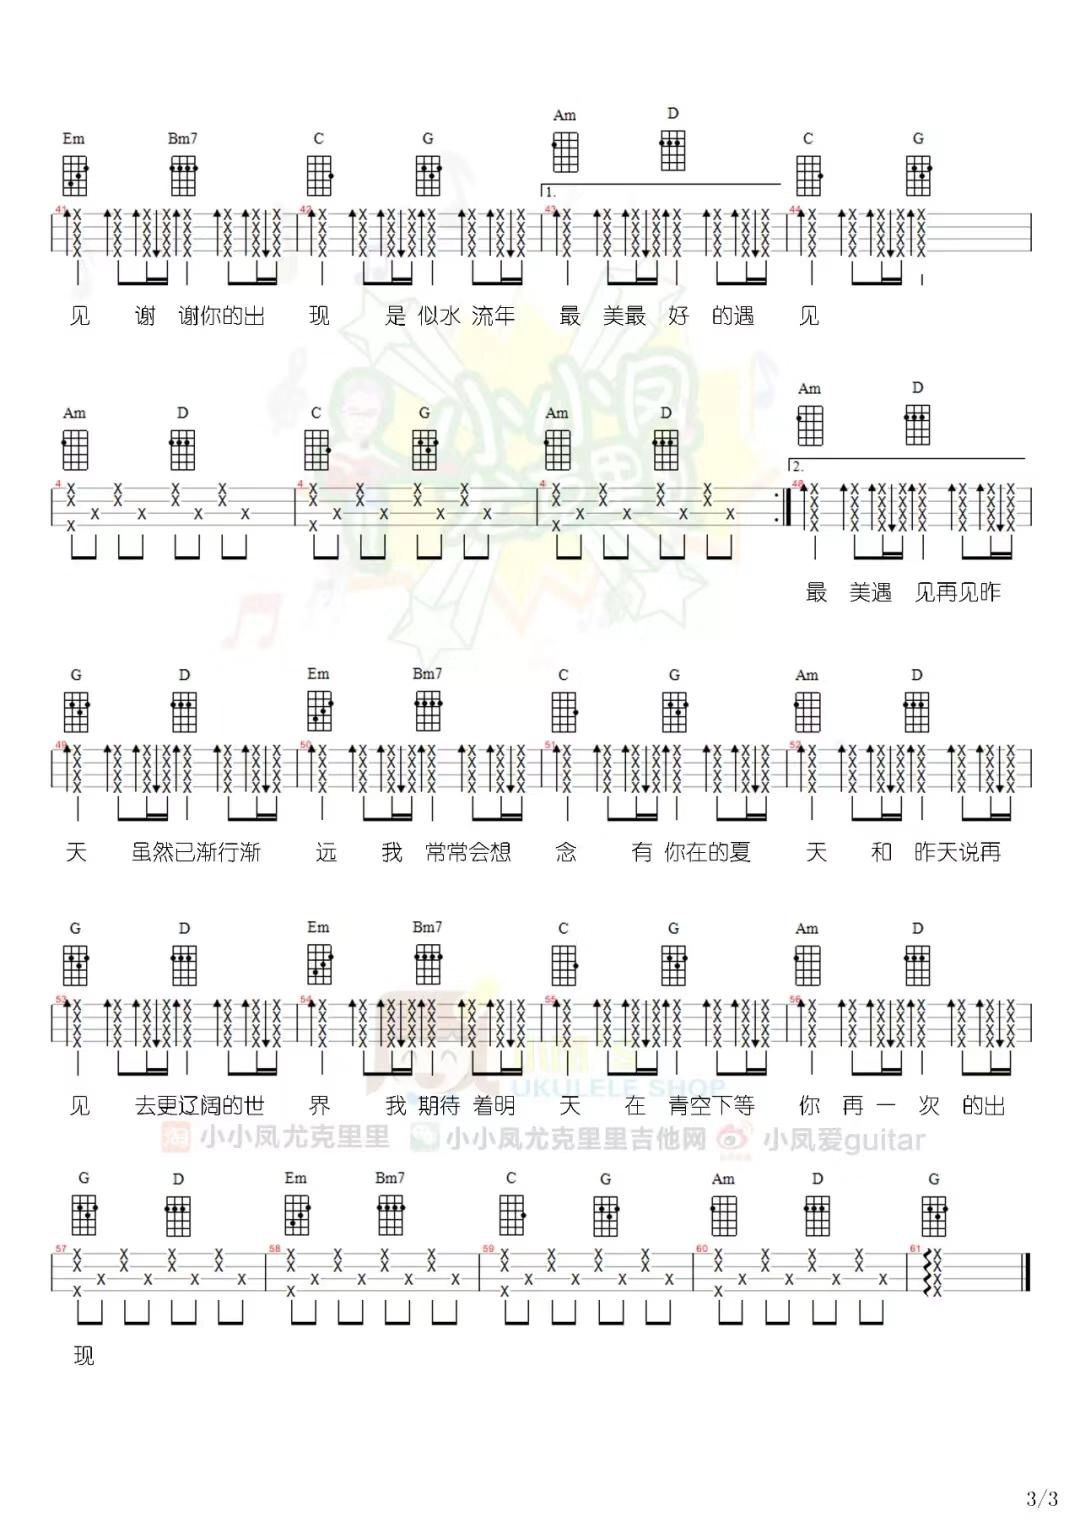 Em Bm7 C G Am D C G
1.
41 42 43 44
见 谢 谢你的出 现 是 似水 流年 最 美最 好 的遇 见
Am D C G Am D Am D
2.
4 4 4 48
最 美遇 见再见昨
小小凤
G D Em Bm7 C G Am D
49 50 51 52
天 虽然已渐行渐 远 我 常常会想 念 有 你在的夏 天 和 昨天说再
G D Em Bm7 C G Am D
53 54 55 56
UKULELE SHOP
见 去更辽阔的世 界 我 期待 着明 天 在 青空下等 你 再 一 次 的出
淘 小小凤尤克里里 小小凤尤克里里吉他网 小凤爱guitar
G D Em Bm7 C G Am D G
57 58 59 60 61
现
3/3